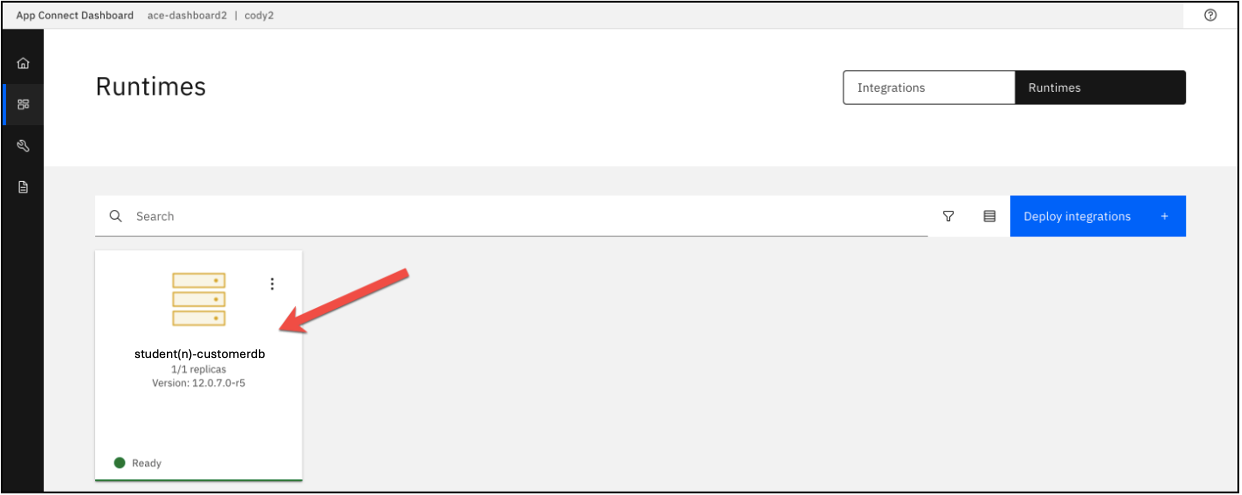 App Connect Dashboard ace-dashboard2 | cody2
Runtimes
Integrations Runtimes
Search Deploy integrations +
student(n)-customerdb
1/1 replicas
Version: 12.0.7.0-r5
Ready